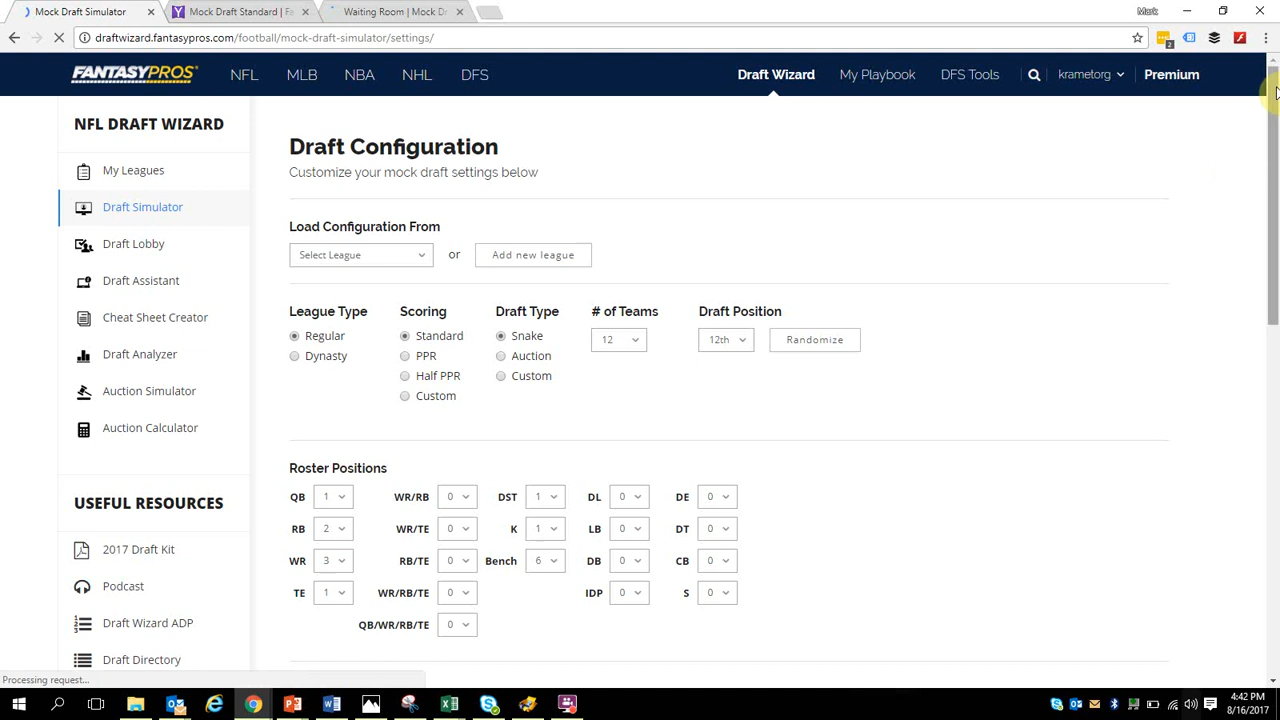 Mock Draft Simulator
Mock Draft Standard | Fa
Waiting Room | Mock Dr
Mark
draftwizard.fantasypros.com/football/mock-draft-simulator/settings/
2
FANTASYPROS
NFL MLB NBA NHL DFS
Draft Wizard My Playbook DFS Tools krametorg Premium
NFL DRAFT WIZARD
My Leagues
Draft Simulator
Draft Lobby
Draft Assistant
Cheat Sheet Creator
Draft Analyzer
Auction Simulator
Auction Calculator
USEFUL RESOURCES
2017 Draft Kit
Podcast
Draft Wizard ADP
Draft Directory
Draft Configuration
Customize your mock draft settings below
Load Configuration From
Select League or Add new league
League Type Scoring Draft Type # of Teams Draft Position
Regular Standard Snake 12 12th Randomize
Dynasty PPR Auction
Half PPR Custom
Custom
Roster Positions
QB 1 WR/RB 0 DST 1 DL 0 DE 0
RB 2 WR/TE 0 K 1 LB 0 DT 0
WR 3 RB/TE 0 Bench 6 DB 0 CB 0
TE 1 WR/RB/TE 0 IDP 0 S 0
QB/WR/RB/TE 0
Processing request...
4:42 PM
8/16/2017